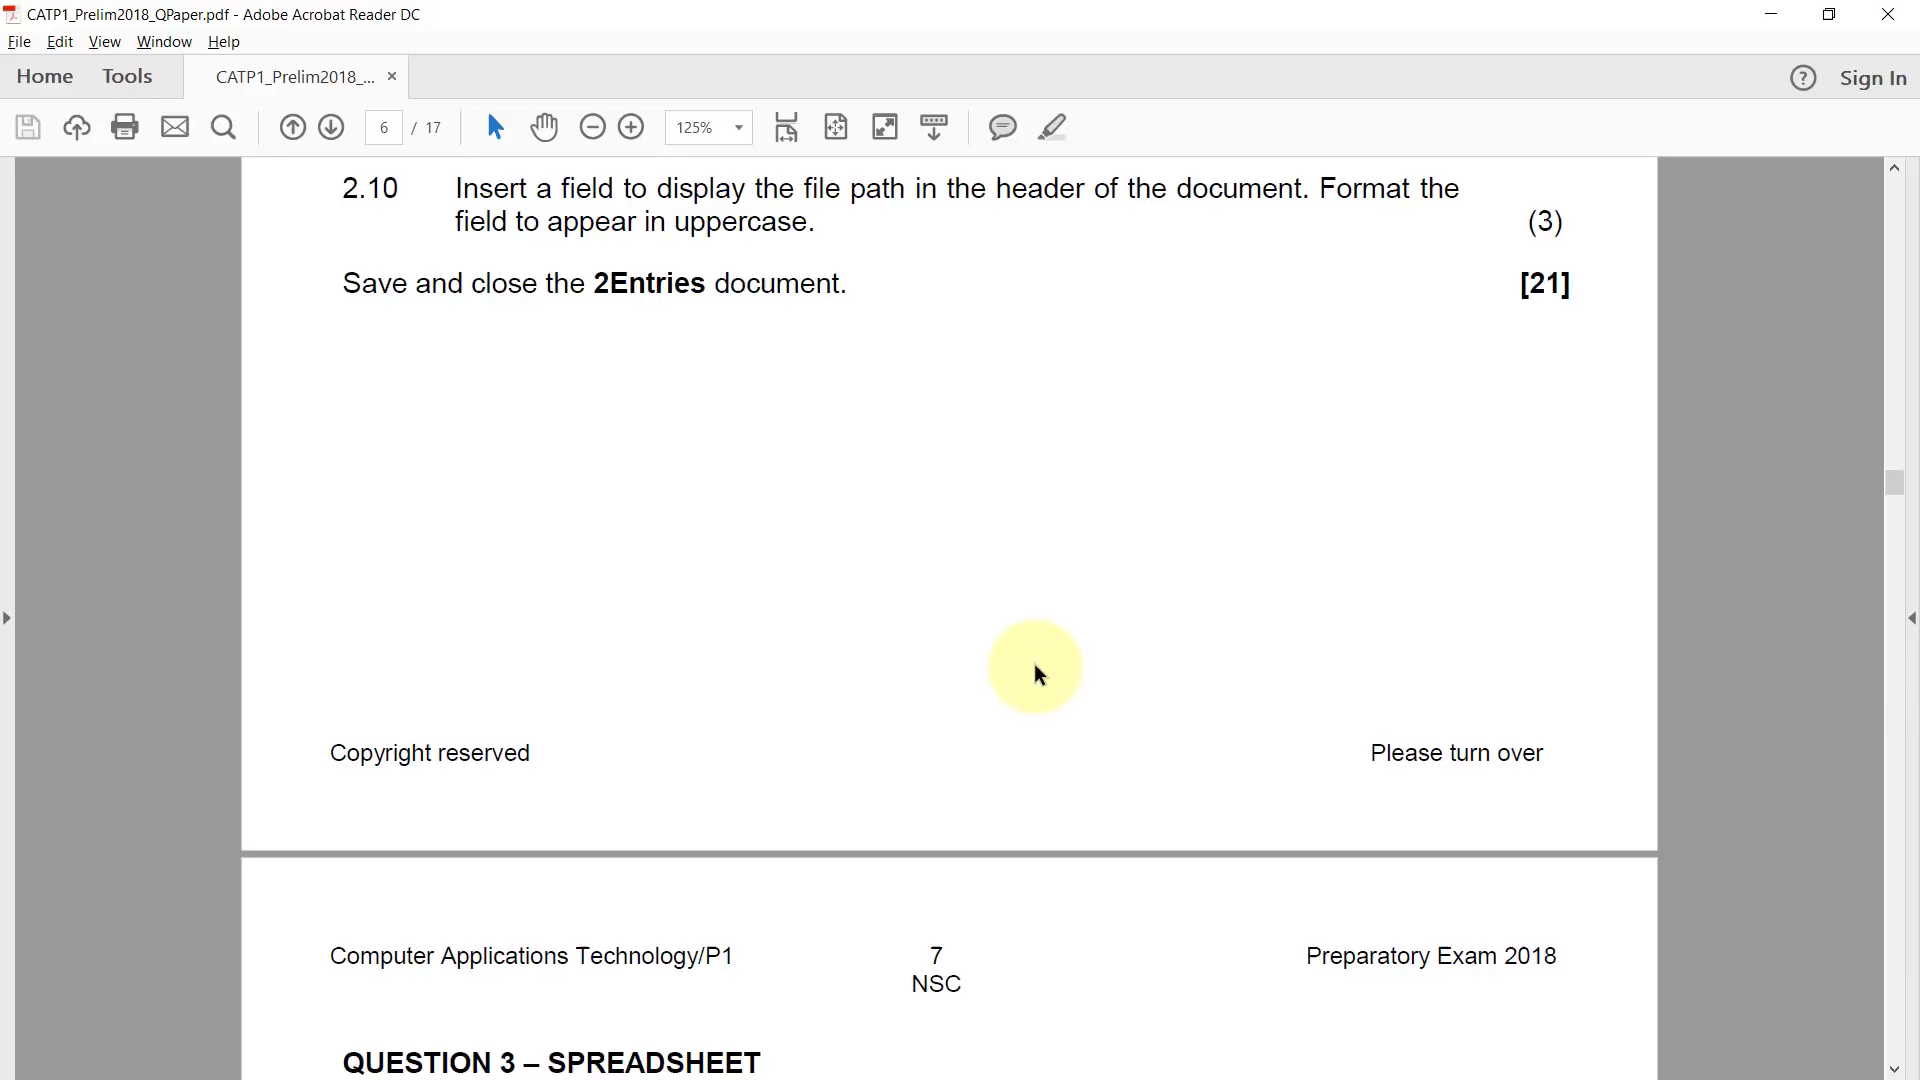 CATP1_Prelim2018_QPaper.pdf - Adobe Acrobat Reader DC
File Edit View Window Help
Home Tools CATP1_Prelim2018_... × ? Sign In
6 / 17 125%
2.10 Insert a field to display the file path in the header of the document. Format the
field to appear in uppercase. (3)
Save and close the 2Entries document. [21]
Copyright reserved Please turn over
Computer Applications Technology/P1 7 Preparatory Exam 2018
NSC
QUESTION 3 – SPREADSHEET